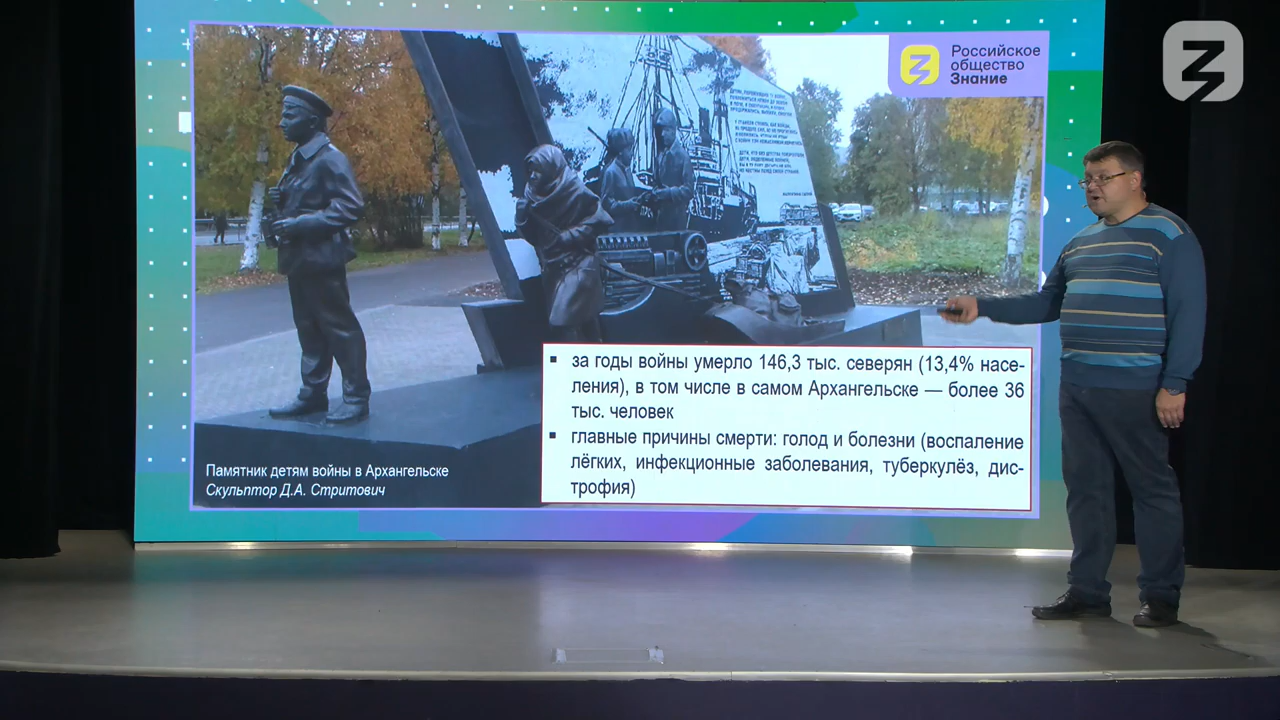 Российское
общество
Знание
за годы войны умерло 146,3 тыс. северян (13,4% насе-
ления), в том числе в самом Архангельске — более 36
тыс. человек
главные причины смерти: голод и болезни (воспаление
лёгких, инфекционные заболевания, туберкулёз, дис-
трофия)
Памятник детям войны в Архангельске
Скульптор Д.А. Стритович